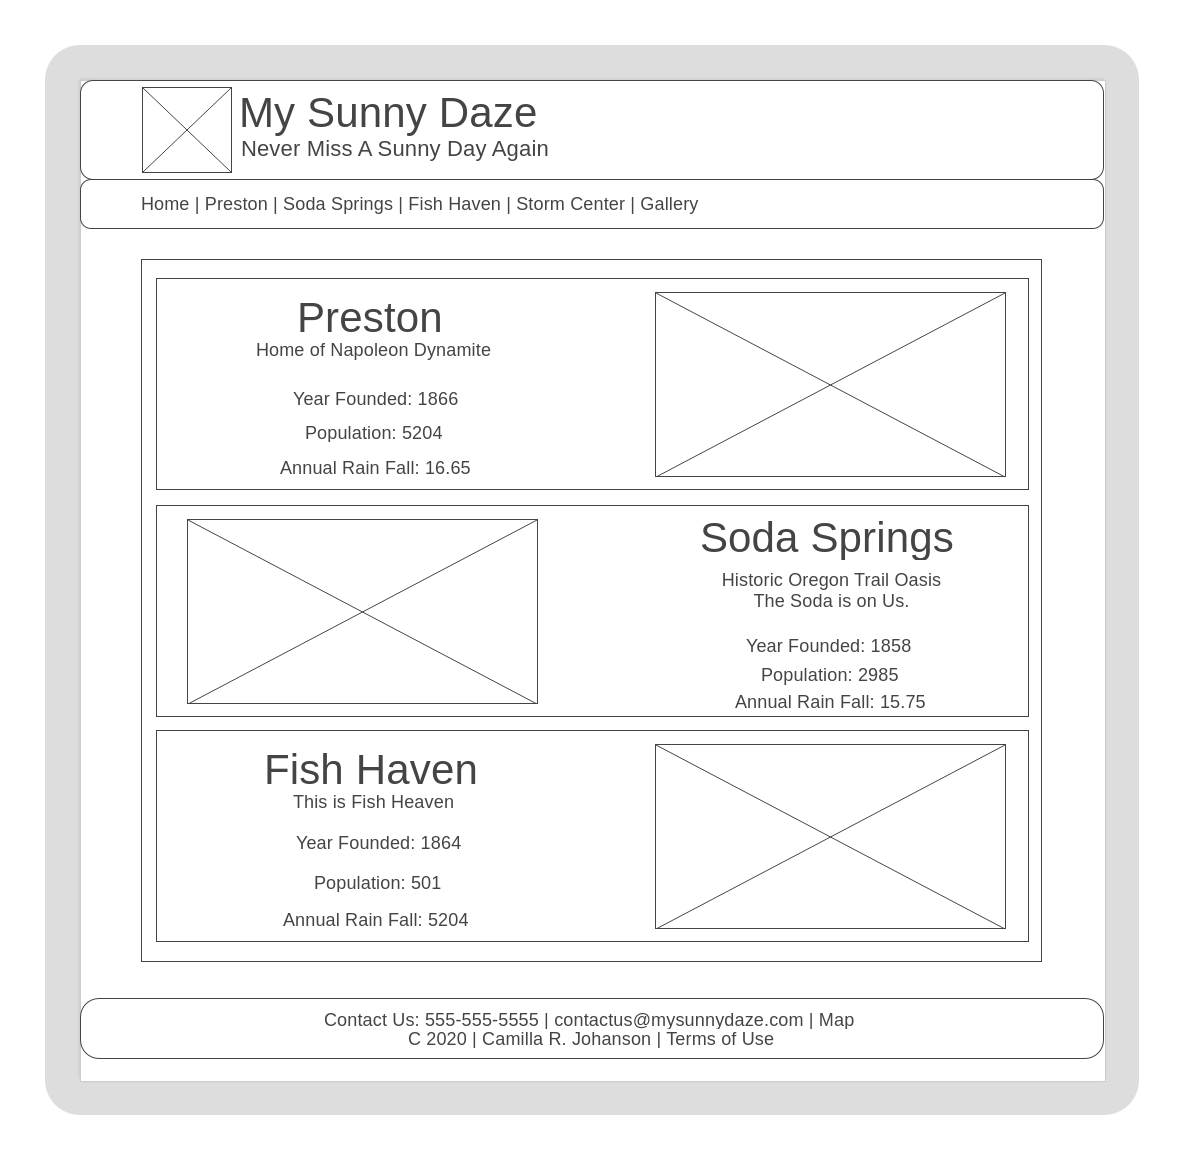 My Sunny Daze
Never Miss A Sunny Day Again
Home | Preston | Soda Springs | Fish Haven | Storm Center | Gallery
Preston
Home of Napoleon Dynamite
Year Founded: 1866
Population: 5204
Annual Rain Fall: 16.65
Soda Springs
Historic Oregon Trail Oasis
The Soda is on Us.
Year Founded: 1858
Population: 2985
Annual Rain Fall: 15.75
Fish Haven
This is Fish Heaven
Year Founded: 1864
Population: 501
Annual Rain Fall: 5204
Contact Us: 555-555-5555 | contactus@mysunnydaze.com | Map
C 2020 | Camilla R. Johanson | Terms of Use